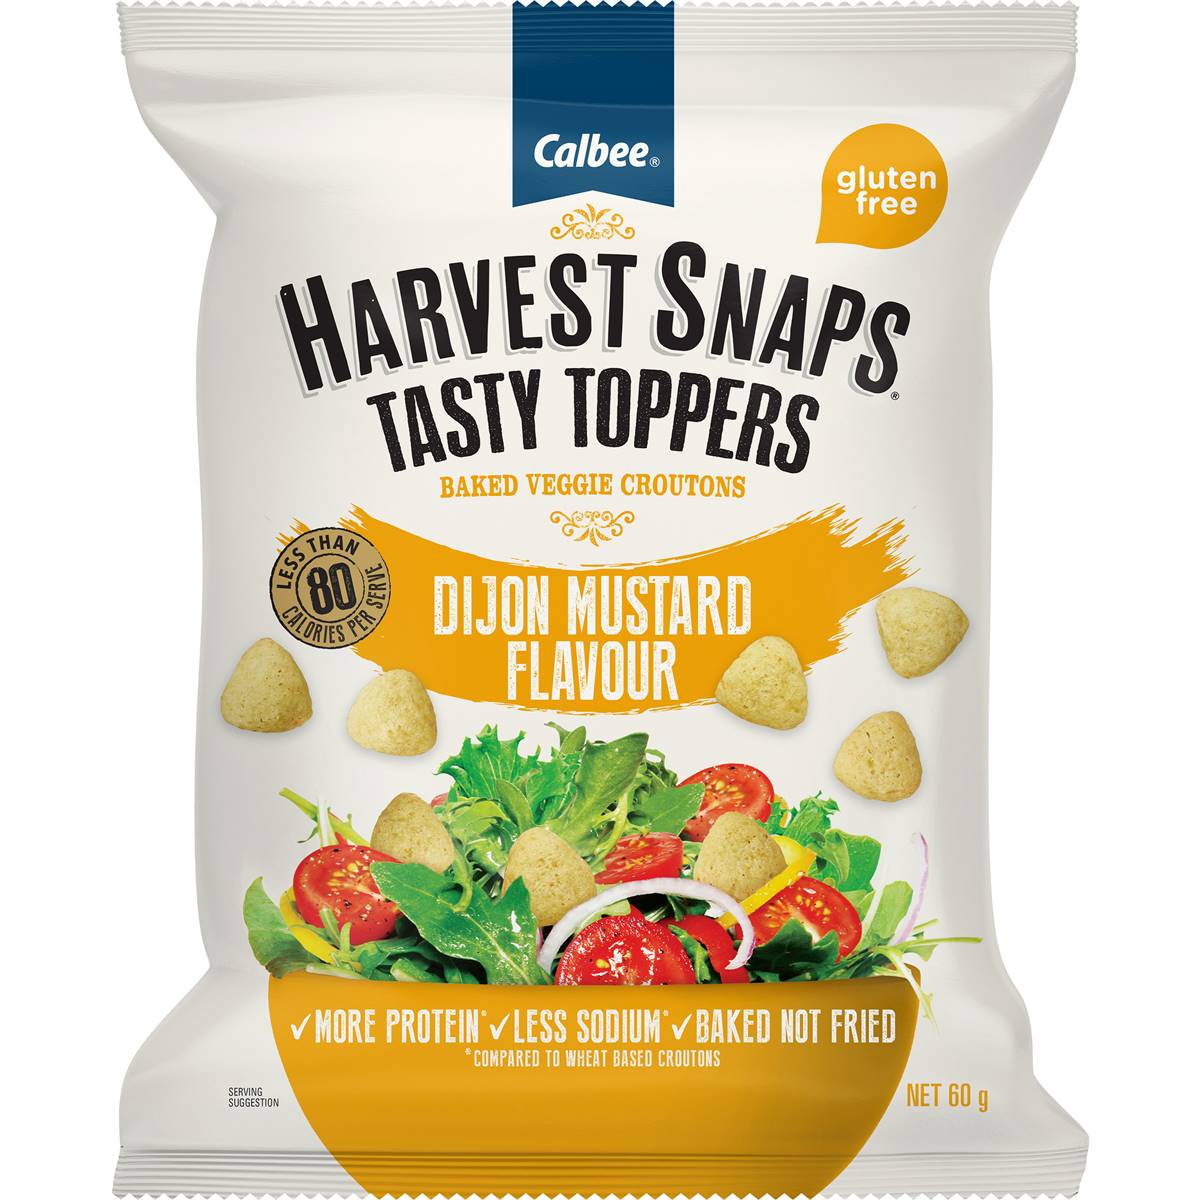 Calbee®
gluten
free
HARVEST SNAPS®
TASTY TOPPERS
BAKED VEGGIE CROUTONS
LESS THAN
80
CALORIES PER SERVE
DIJON MUSTARD
FLAVOUR
✓MORE PROTEIN* ✓LESS SODIUM* ✓BAKED NOT FRIED
*COMPARED TO WHEAT BASED CROUTONS
SERVING
SUGGESTION
NET 60 g